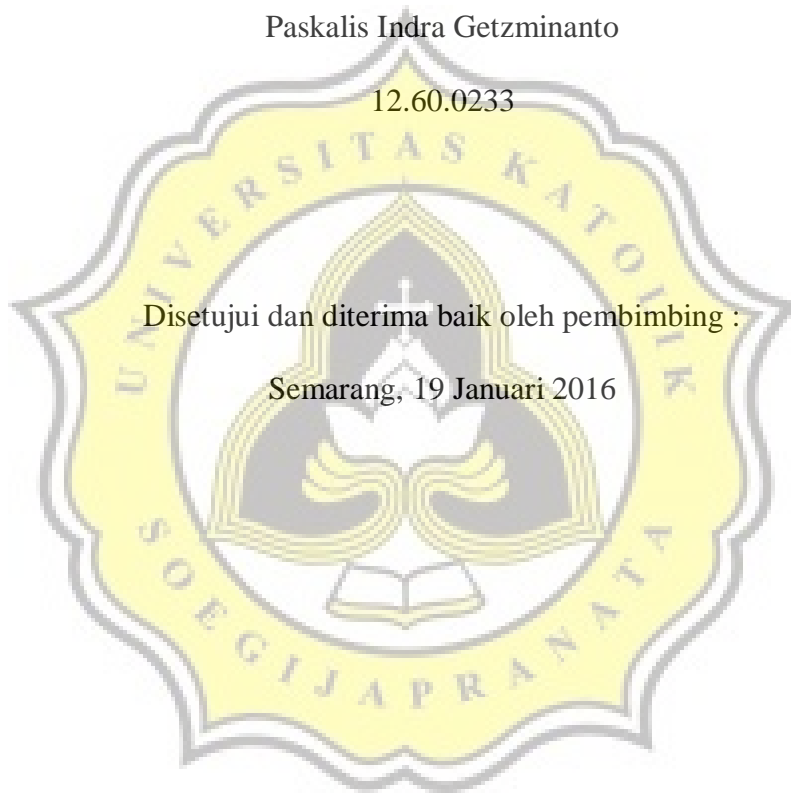 Paskalis Indra Getzminanto
12.60.0233
UNIVERSITAS KATOLIK
Disetujui dan diterima baik oleh pembimbing :
Semarang, 19 Januari 2016
SOEGIJAPRANATA